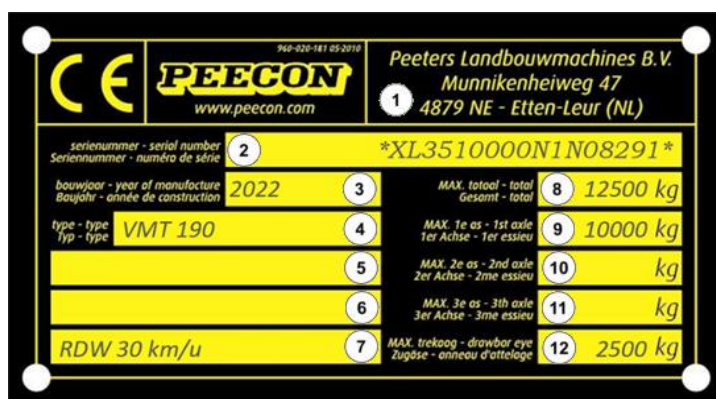 960-020-181 05-2010
CE
PEECON
www.peecon.com
Peeters Landbouwmachines B.V.
Munnikenheiweg 47
1 4879 NE - Etten-Leur (NL)
serienummer - serial number
Seriennummer - numéro de série
2 *XL3510000N1N08291*
bouwjaar - year of manufacture
Baujahr - année de construction
2022 3
type - type
Typ - type
VMT 190 4
5
6
RDW 30 km/u 7
MAX. totaal - total
Gesamt - total
8 12500 kg
MAX. 1e as - 1st axle
1er Achse - 1er essieu
9 10000 kg
MAX. 2e as - 2nd axle
2er Achse - 2me essieu
10 kg
MAX. 3e as - 3th axle
3er Achse - 3me essieu
11 kg
MAX. trekoog - drawbar eye
Zugöse - anneau d'attelage
12 2500 kg